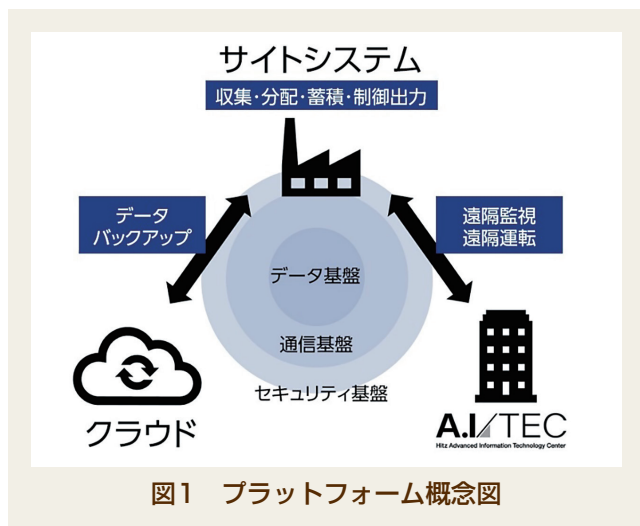 サイトシステム
収集・分配・蓄積・制御出力
データ
バックアップ
遠隔監視
遠隔運転
データ基盤
通信基盤
セキュリティ基盤
クラウド
A.I/TEC
Hitz Advanced Information Technology Center
図1 プラットフォーム概念図